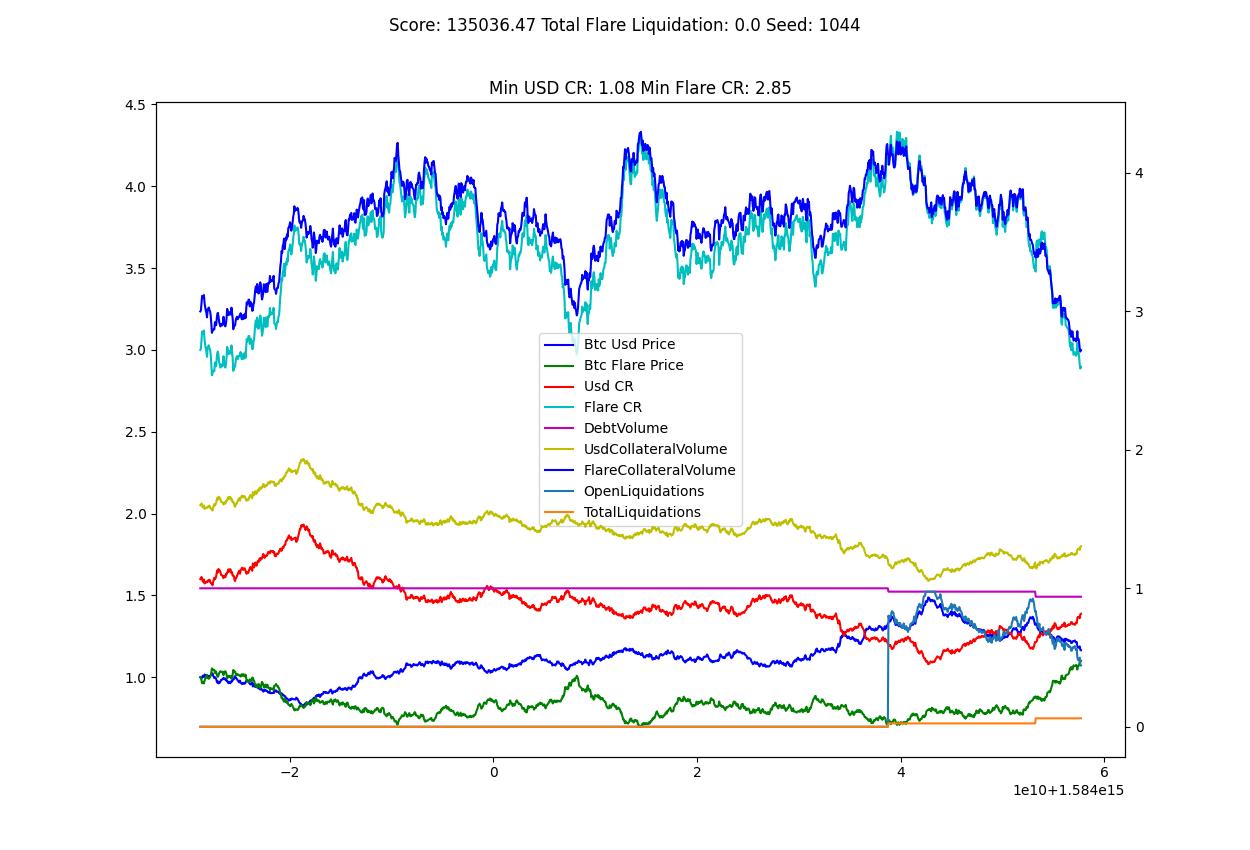 Score: 135036.47 Total Flare Liquidation: 0.0 Seed: 1044
Min USD CR: 1.08 Min Flare CR: 2.85
4.5
4.0
3.5
3.0
2.5
2.0
1.5
1.0
4
3
2
1
0
Btc Usd Price
Btc Flare Price
Usd CR
Flare CR
DebtVolume
UsdCollateralVolume
FlareCollateralVolume
OpenLiquidations
TotalLiquidations
−2 0 2 4 6
1e10+1.584e15